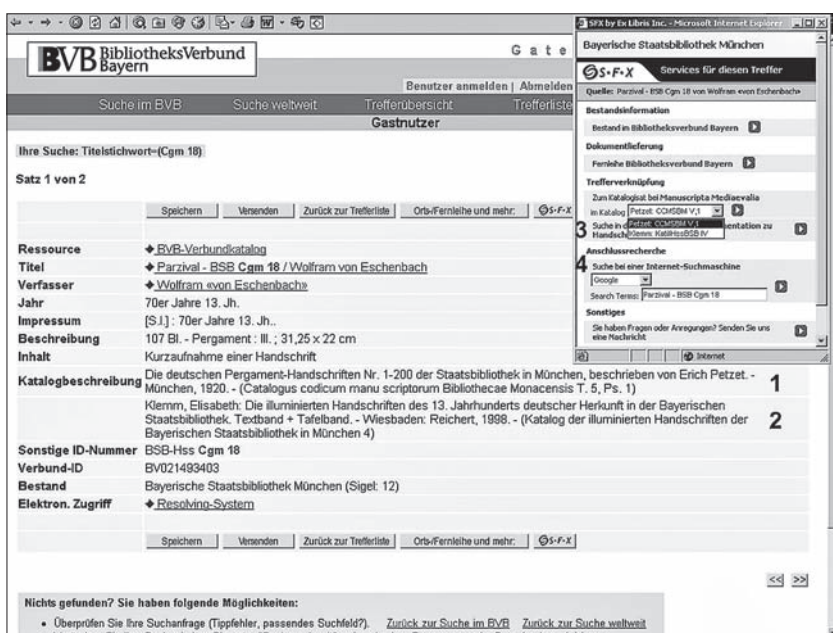 BVB BibliotheksVerbund
Bayern
Gate
Benutzer anmelden | Abmelden
Suche im BVB Suche weltweit Trefferübersicht Trefferliste
Gastnutzer
Ihre Suche: Titelstichwort=(Cgm 18)
Satz 1 von 2
Speichern Versenden Zurück zur Trefferliste Orts-/Fernleihe und mehr: S·F·X
Ressource BVB-Verbundkatalog
Titel Parzival - BSB Cgm 18 / Wolfram von Eschenbach
Verfasser Wolfram «von Eschenbach»
Jahr 70er Jahre 13. Jh.
Impressum [S.l.] : 70er Jahre 13. Jh..
Beschreibung 107 Bl. - Pergament : Ill. ; 31,25 x 22 cm
Inhalt Kurzaufnahme einer Handschrift
Katalogbeschreibung Die deutschen Pergament-Handschriften Nr. 1-200 der Staatsbibliothek in München, beschrieben von Erich Petzet. -
München, 1920. - (Catalogus codicum manu scriptorum Bibliothecae Monacensis T. 5, Ps. 1) 1
Klemm, Elisabeth: Die illuminierten Handschriften des 13. Jahrhunderts deutscher Herkunft in der Bayerischen
Staatsbibliothek. Textband + Tafelband. - Wiesbaden: Reichert, 1998. - (Katalog der illuminierten Handschriften der 2
Bayerischen Staatsbibliothek in München 4)
Sonstige ID-Nummer BSB-Hss Cgm 18
Verbund-ID BV021493403
Bestand Bayerische Staatsbibliothek München (Sigel: 12)
Elektron. Zugriff Resolving-System
Speichern Versenden Zurück zur Trefferliste Orts-/Fernleihe und mehr: S·F·X
<< >>
Nichts gefunden? Sie haben folgende Möglichkeiten:
• Überprüfen Sie Ihre Suchanfrage (Tippfehler, passendes Suchfeld?). Zurück zur Suche im BVB Zurück zur Suche weltweit
SFX by Ex Libris Inc. - Microsoft Internet Explorer
Bayerische Staatsbibliothek München
S·F·X Services für diesen Treffer
Quelle: Parzival - BSB Cgm 18 von Wolfram «von Eschenbach»
Bestandsinformation
Bestand in Bibliotheksverbund Bayern
Dokumentlieferung
Fernleihe Bibliotheksverbund Bayern
Trefferverknüpfung
Zum Katalogisat bei Manuscripta Mediaevalia
im Katalog Petzet: CCMSBM V,1
Petzet: CCMSBM V,1
3 Suche in d entation zu
Handsch Klemm: KatIlHssBSB IV
Anschlussrecherche
4 Suche bei einer Internet-Suchmaschine
Google
Search Terms: Parzival - BSB Cgm 18
Sonstiges
Sie haben Fragen oder Anregungen? Senden Sie uns
eine Nachricht
Internet